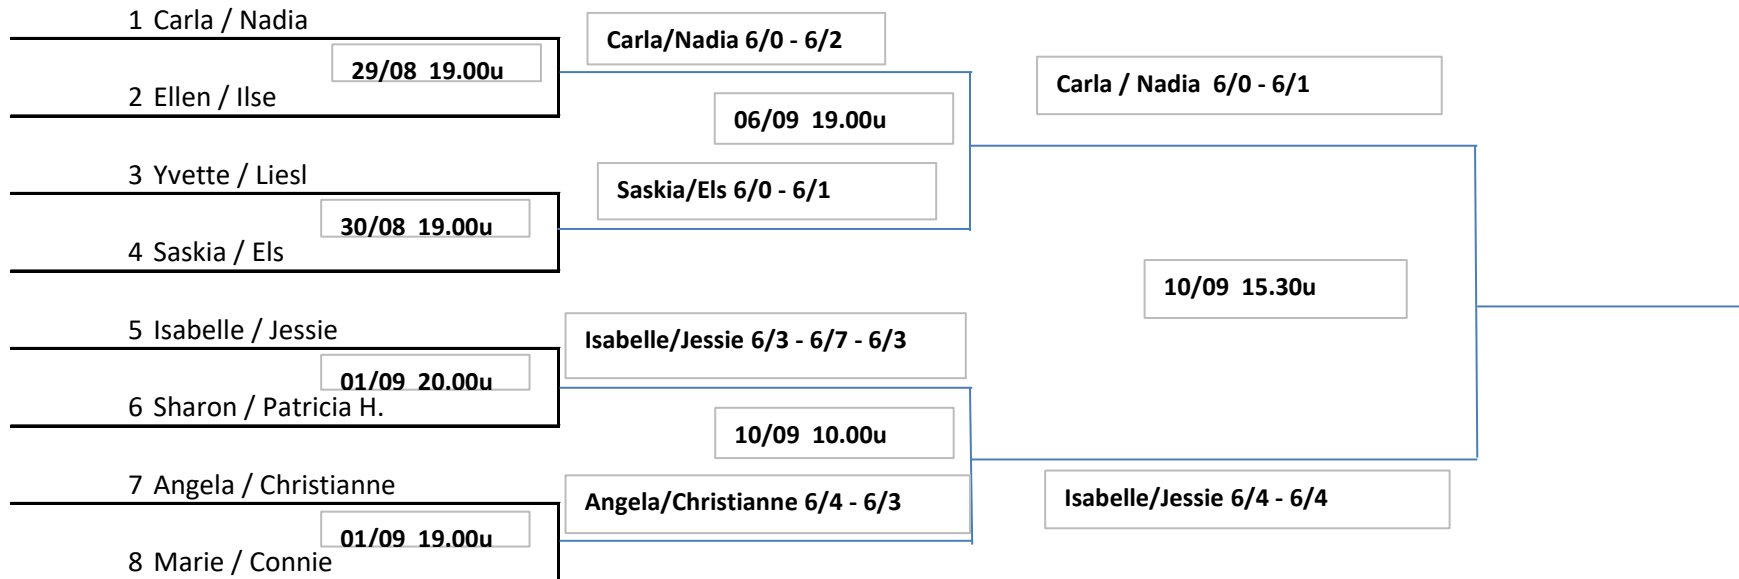 1 Carla / Nadia
Carla/Nadia 6/0 - 6/2
29/08 19.00u
Carla / Nadia 6/0 - 6/1
2 Ellen / Ilse
06/09 19.00u
3 Yvette / Liesl
Saskia/Els 6/0 - 6/1
30/08 19.00u
4 Saskia / Els
10/09 15.30u
5 Isabelle / Jessie
Isabelle/Jessie 6/3 - 6/7 - 6/3
01/09 20.00u
6 Sharon / Patricia H.
10/09 10.00u
7 Angela / Christianne
Angela/Christianne 6/4 - 6/3
Isabelle/Jessie 6/4 - 6/4
01/09 19.00u
8 Marie / Connie